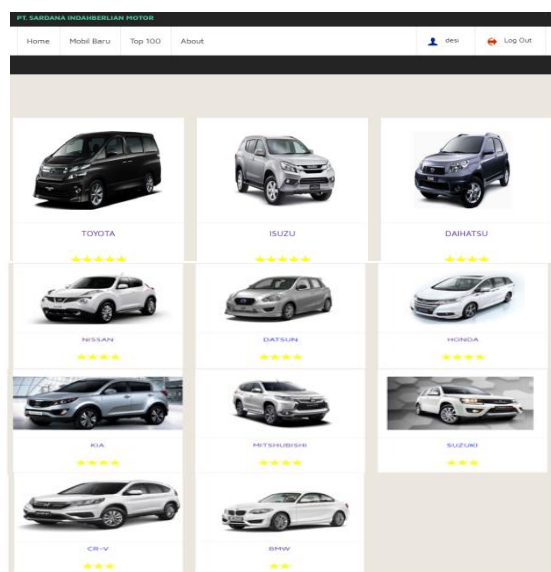 PT. SARDANA INDAHBERLIAN MOTOR
Home Mobil Baru Top 100 About desi Log Out
TOYOTA ISUZU DAIHATSU
NISSAN DATSUN HONDA
KIA MITSHUBISHI SUZUKI
CR-V BMW